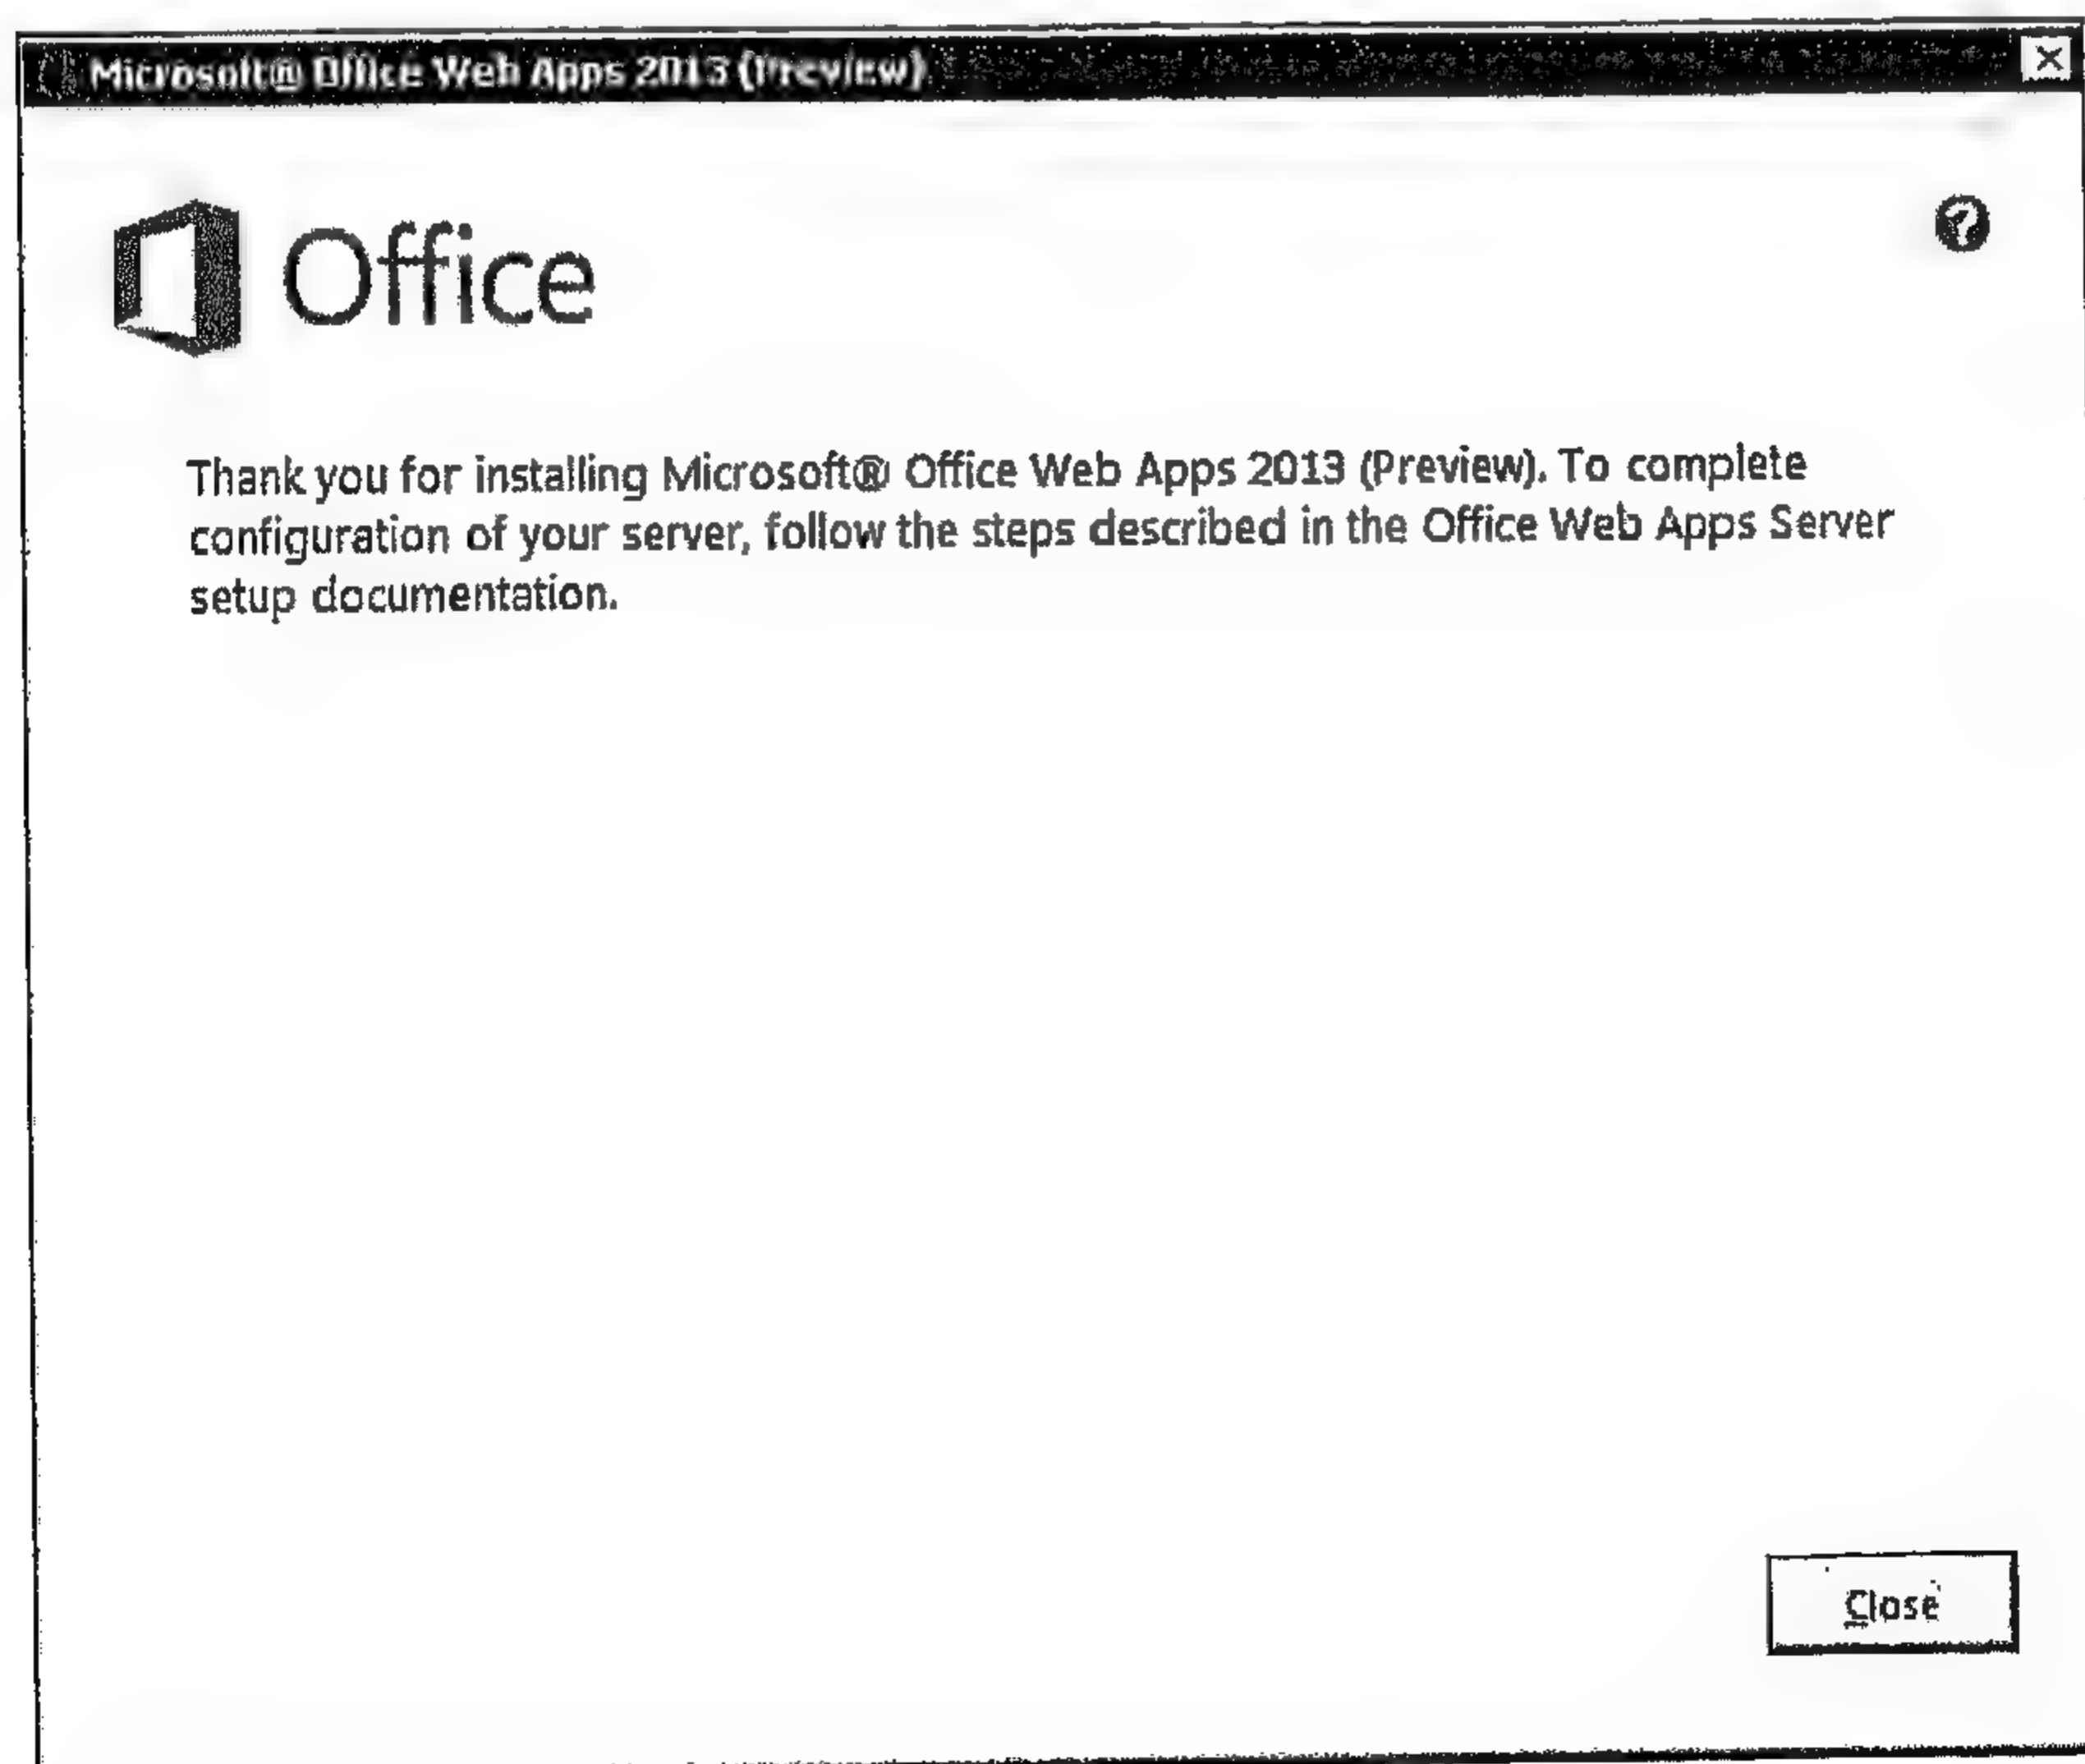 Microsoft® Office Web Apps 2013 (Preview)
Office
Thank you for installing Microsoft® Office Web Apps 2013 (Preview). To complete
configuration of your server, follow the steps described in the Office Web Apps Server
setup documentation.
Close